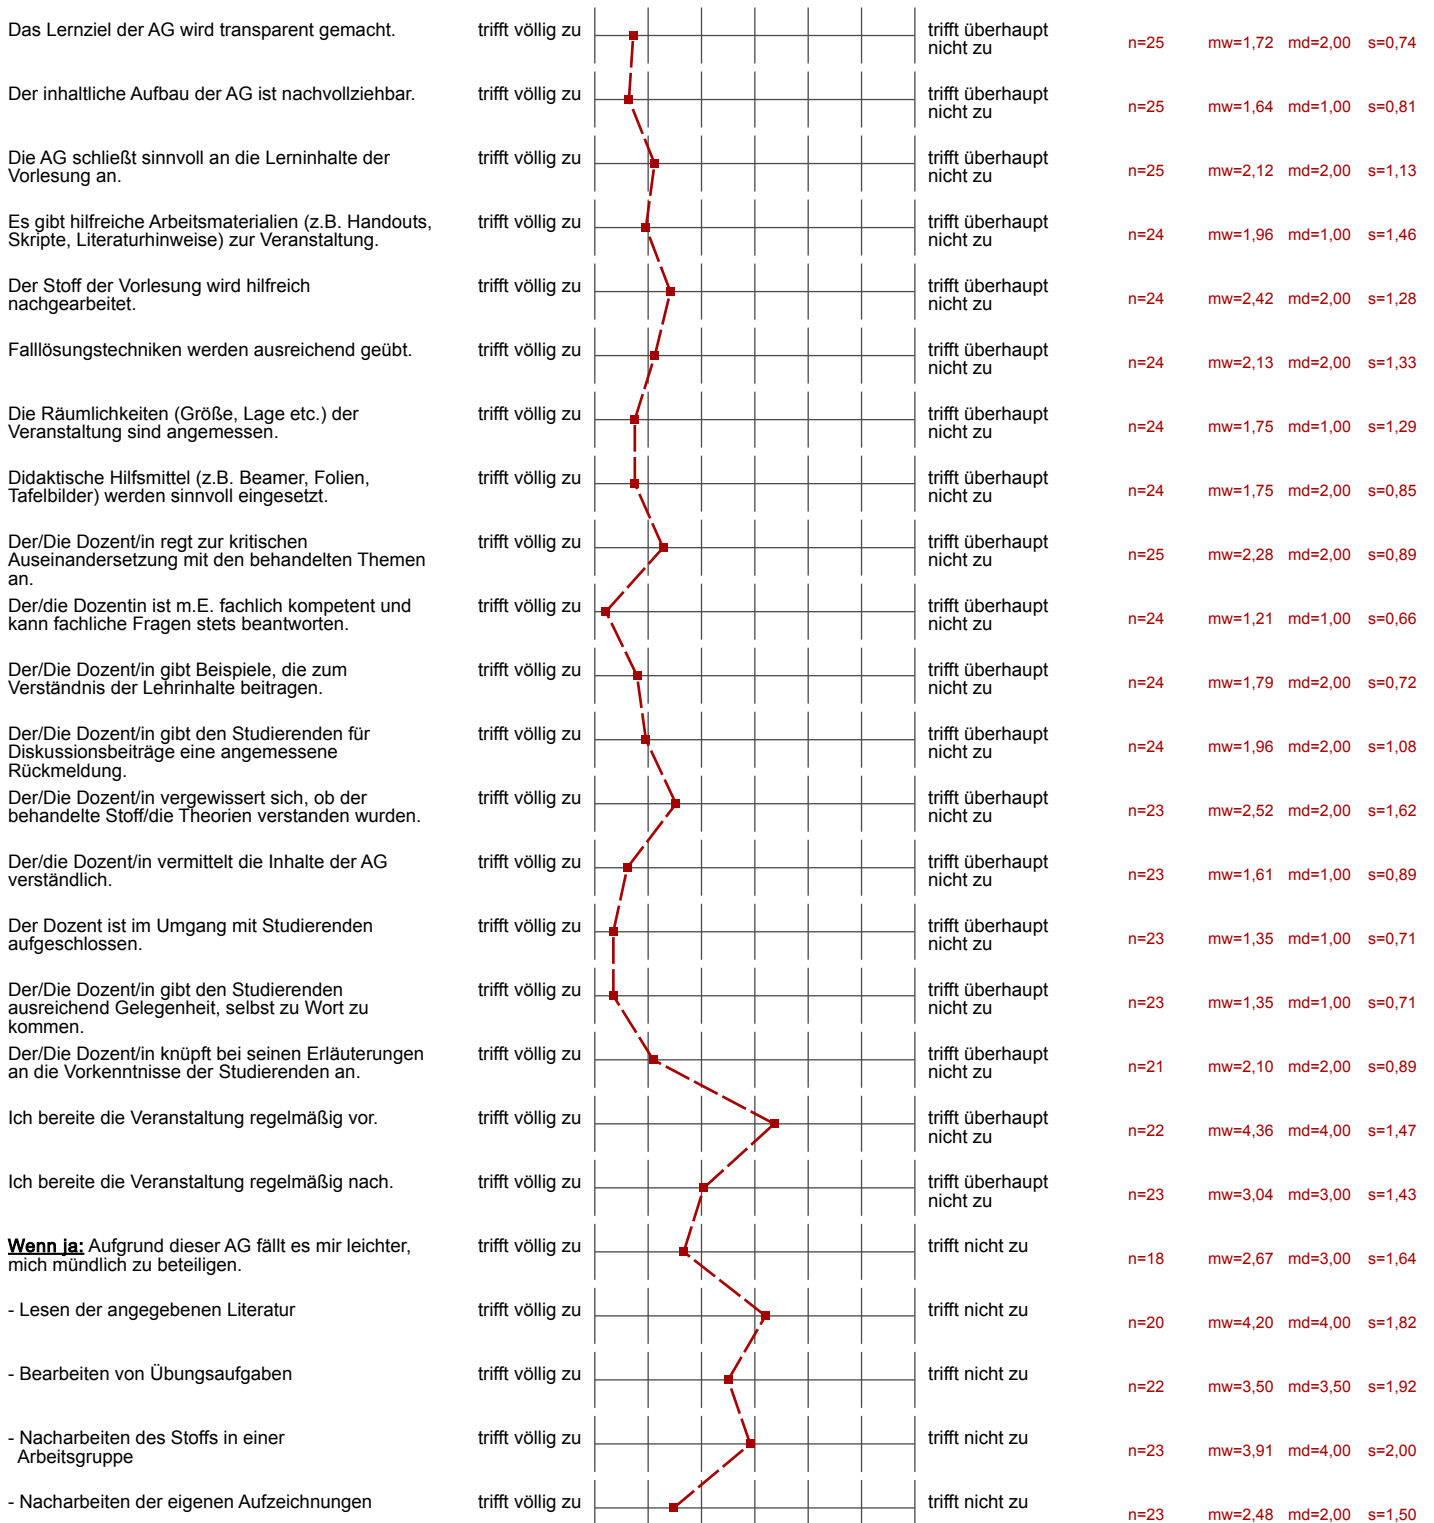 Das Lernziel der AG wird transparent gemacht. trifft völlig zu trifft überhaupt
nicht zu
n=25 mw=1,72 md=2,00 s=0,74
Der inhaltliche Aufbau der AG ist nachvollziehbar. trifft völlig zu trifft überhaupt
nicht zu
n=25 mw=1,64 md=1,00 s=0,81
Die AG schließt sinnvoll an die Lerninhalte der trifft völlig zu trifft überhaupt
Vorlesung an. nicht zu
n=25 mw=2,12 md=2,00 s=1,13
Es gibt hilfreiche Arbeitsmaterialien (z.B. Handouts, trifft völlig zu trifft überhaupt
Skripte, Literaturhinweise) zur Veranstaltung. nicht zu
n=24 mw=1,96 md=1,00 s=1,46
Der Stoff der Vorlesung wird hilfreich trifft völlig zu trifft überhaupt
nachgearbeitet. nicht zu
n=24 mw=2,42 md=2,00 s=1,28
Falllösungstechniken werden ausreichend geübt. trifft völlig zu trifft überhaupt
nicht zu
n=24 mw=2,13 md=2,00 s=1,33
Die Räumlichkeiten (Größe, Lage etc.) der trifft völlig zu trifft überhaupt
Veranstaltung sind angemessen. nicht zu
n=24 mw=1,75 md=1,00 s=1,29
Didaktische Hilfsmittel (z.B. Beamer, Folien, trifft völlig zu trifft überhaupt
Tafelbilder) werden sinnvoll eingesetzt. nicht zu
n=24 mw=1,75 md=2,00 s=0,85
Der/Die Dozent/in regt zur kritischen trifft völlig zu trifft überhaupt
Auseinandersetzung mit den behandelten Themen nicht zu
an.
n=25 mw=2,28 md=2,00 s=0,89
Der/die Dozentin ist m.E. fachlich kompetent und trifft völlig zu trifft überhaupt
kann fachliche Fragen stets beantworten. nicht zu
n=24 mw=1,21 md=1,00 s=0,66
Der/Die Dozent/in gibt Beispiele, die zum trifft völlig zu trifft überhaupt
Verständnis der Lehrinhalte beitragen. nicht zu
n=24 mw=1,79 md=2,00 s=0,72
Der/Die Dozent/in gibt den Studierenden für trifft völlig zu trifft überhaupt
Diskussionsbeiträge eine angemessene nicht zu
Rückmeldung.
n=24 mw=1,96 md=2,00 s=1,08
Der/Die Dozent/in vergewissert sich, ob der trifft völlig zu trifft überhaupt
behandelte Stoff/die Theorien verstanden wurden. nicht zu
n=23 mw=2,52 md=2,00 s=1,62
Der/die Dozent/in vermittelt die Inhalte der AG trifft völlig zu trifft überhaupt
verständlich. nicht zu
n=23 mw=1,61 md=1,00 s=0,89
Der Dozent ist im Umgang mit Studierenden trifft völlig zu trifft überhaupt
aufgeschlossen. nicht zu
n=23 mw=1,35 md=1,00 s=0,71
Der/Die Dozent/in gibt den Studierenden trifft völlig zu trifft überhaupt
ausreichend Gelegenheit, selbst zu Wort zu nicht zu
kommen.
n=23 mw=1,35 md=1,00 s=0,71
Der/Die Dozent/in knüpft bei seinen Erläuterungen trifft völlig zu trifft überhaupt
an die Vorkenntnisse der Studierenden an. nicht zu
n=21 mw=2,10 md=2,00 s=0,89
Ich bereite die Veranstaltung regelmäßig vor. trifft völlig zu trifft überhaupt
nicht zu
n=22 mw=4,36 md=4,00 s=1,47
Ich bereite die Veranstaltung regelmäßig nach. trifft völlig zu trifft überhaupt
nicht zu
n=23 mw=3,04 md=3,00 s=1,43
Wenn ja: Aufgrund dieser AG fällt es mir leichter, trifft völlig zu trifft nicht zu
mich mündlich zu beteiligen.
n=18 mw=2,67 md=3,00 s=1,64
- Lesen der angegebenen Literatur trifft völlig zu trifft nicht zu
n=20 mw=4,20 md=4,00 s=1,82
- Bearbeiten von Übungsaufgaben trifft völlig zu trifft nicht zu
n=22 mw=3,50 md=3,50 s=1,92
- Nacharbeiten des Stoffs in einer trifft völlig zu trifft nicht zu
Arbeitsgruppe
n=23 mw=3,91 md=4,00 s=2,00
- Nacharbeiten der eigenen Aufzeichnungen trifft völlig zu trifft nicht zu
n=23 mw=2,48 md=2,00 s=1,50